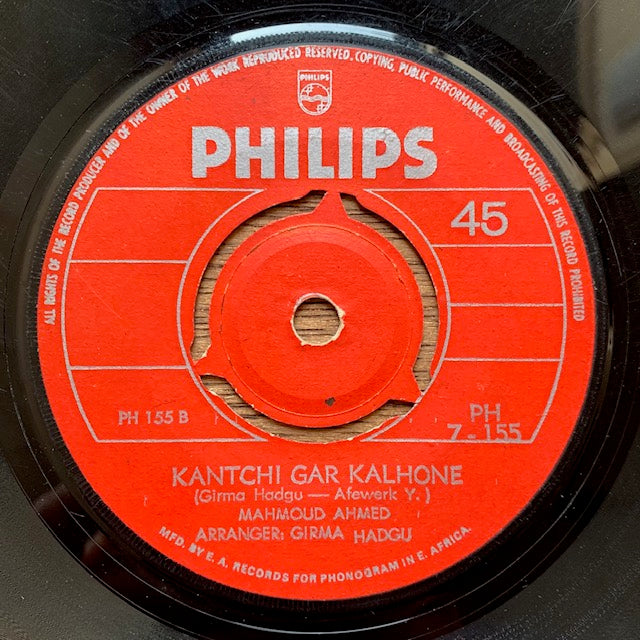 ALL RIGHTS OF THE RECORD PRODUCER AND OF THE OWNER OF THE WORK REPRODUCED RESERVED. COPYING, PUBLIC PERFORMANCE AND BROADCASTING OF THIS RECORD PROHIBITED
PHILIPS
PHILIPS
45
PH 155 B
PH
7-155
KANTCHI GAR KALHONE
(Girma Hadgu — Afewerk Y.)
MAHMOUD AHMED
ARRANGER: GIRMA HADGU
MFD. BY E. A. RECORDS FOR PHONOGRAM IN E. AFRICA.